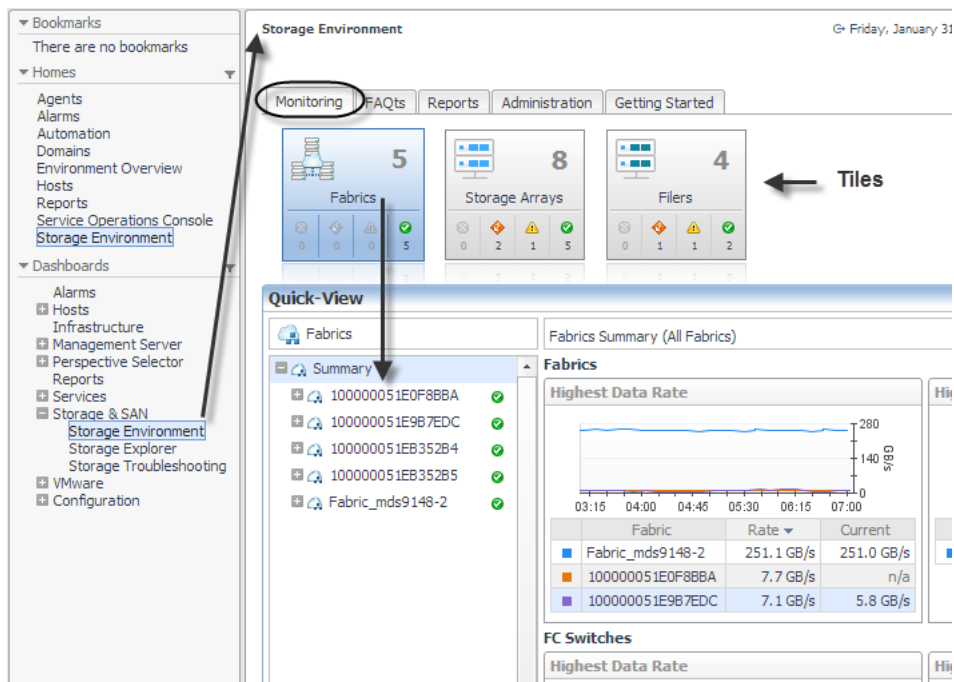 Bookmarks
There are no bookmarks
Homes
Agents
Alarms
Automation
Domains
Environment Overview
Hosts
Reports
Service Operations Console
Storage Environment
Dashboards
Alarms
Hosts
Infrastructure
Management Server
Perspective Selector
Reports
Services
Storage & SAN
Storage Environment
Storage Explorer
Storage Troubleshooting
VMware
Configuration
Storage Environment
Friday, January 31
Monitoring FAQts Reports Administration Getting Started
5
Fabrics
0 0 0 5
8
Storage Arrays
0 2 1 5
4
Filers
0 1 1 2
Tiles
Quick-View
Fabrics
Summary
100000051E0F8BBA
100000051E9B7EDC
100000051EB352B4
100000051EB352B5
Fabric_mds9148-2
Fabrics Summary (All Fabrics)
Fabrics
Highest Data Rate
Hi
280
140
0
GB/s
03:15 04:00 04:45 05:30 06:15 07:00
Fabric Rate Current
Fabric_mds9148-2 251.1 GB/s 251.0 GB/s
100000051E0F8BBA 7.7 GB/s n/a
100000051E9B7EDC 7.1 GB/s 5.8 GB/s
FC Switches
Highest Data Rate
Hi